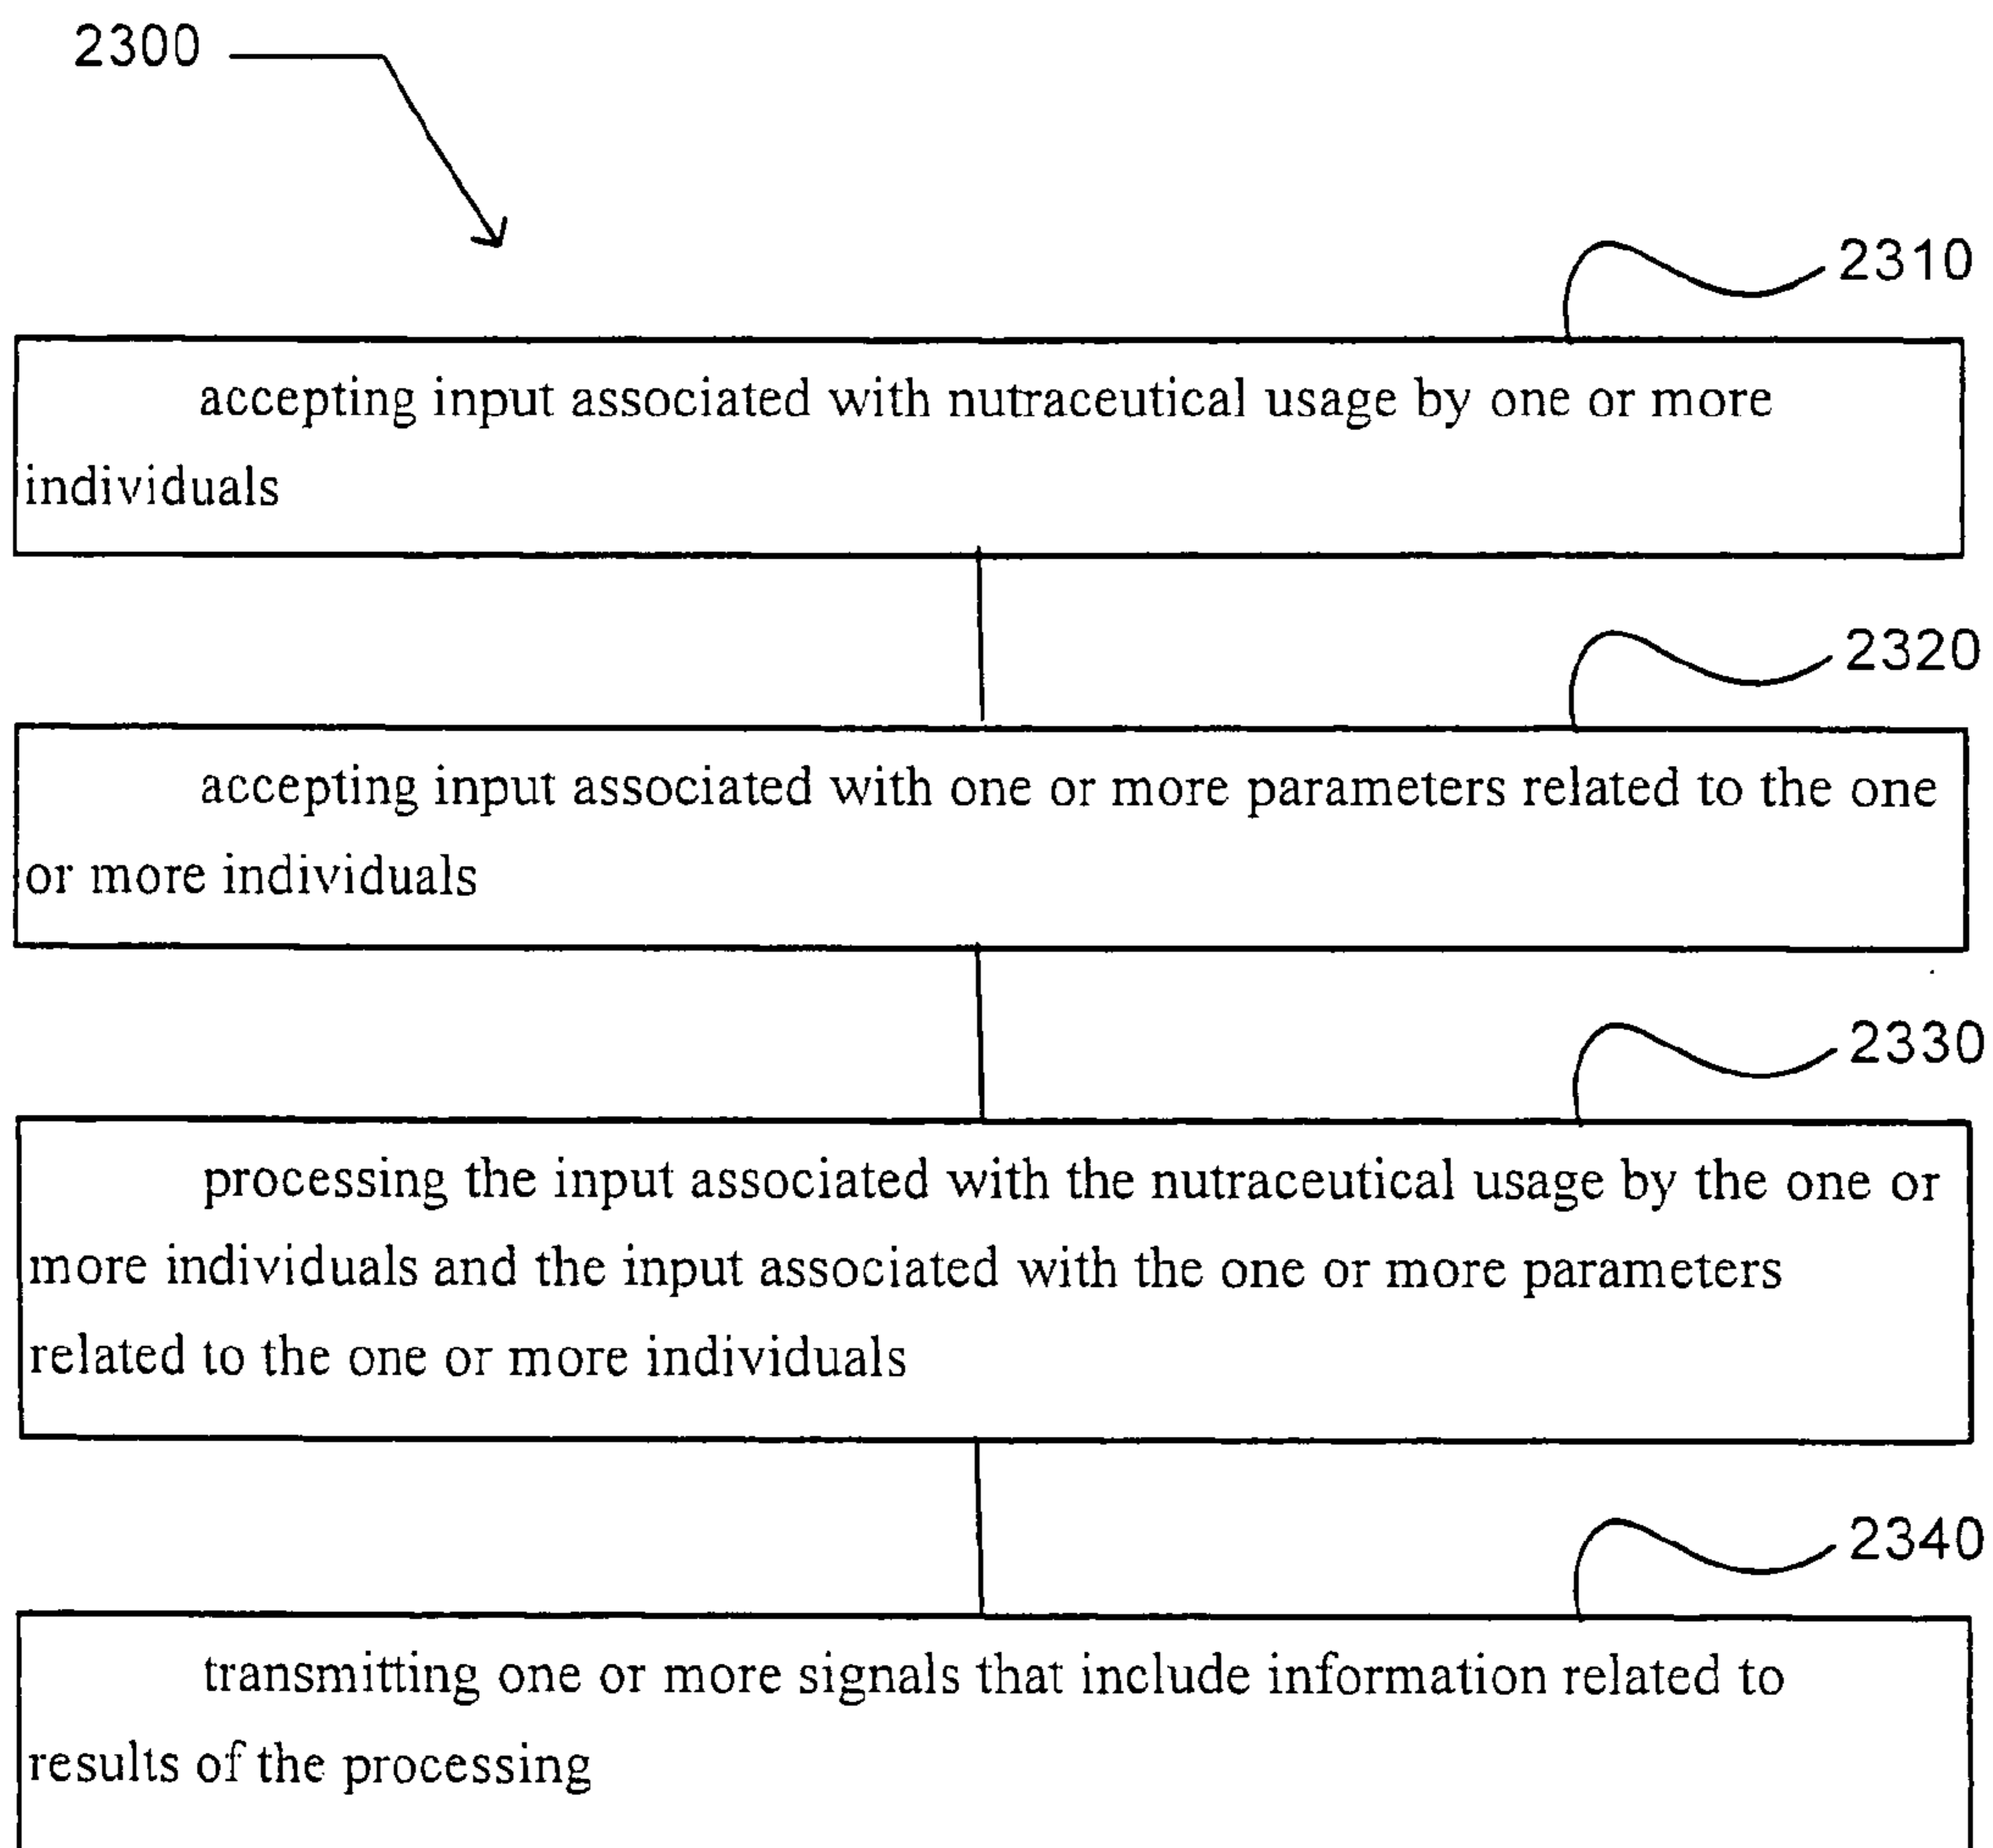 2300
2310
accepting input associated with nutraceutical usage by one or more
individuals
2320
accepting input associated with one or more parameters related to the one
or more individuals
2330
processing the input associated with the nutraceutical usage by the one or
more individuals and the input associated with the one or more parameters
related to the one or more individuals
2340
transmitting one or more signals that include information related to
results of the processing